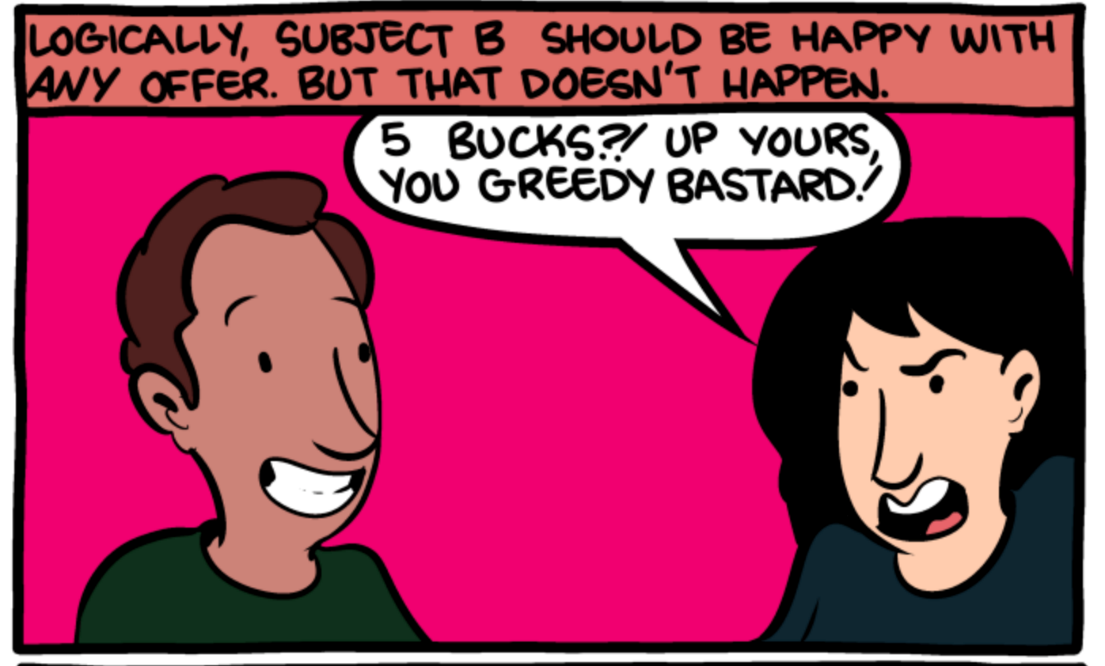 LOGICALLY, SUBJECT B SHOULD BE HAPPY WITH
ANY OFFER. BUT THAT DOESN'T HAPPEN.
5 BUCKS?! UP YOURS,
YOU GREEDY BASTARD!